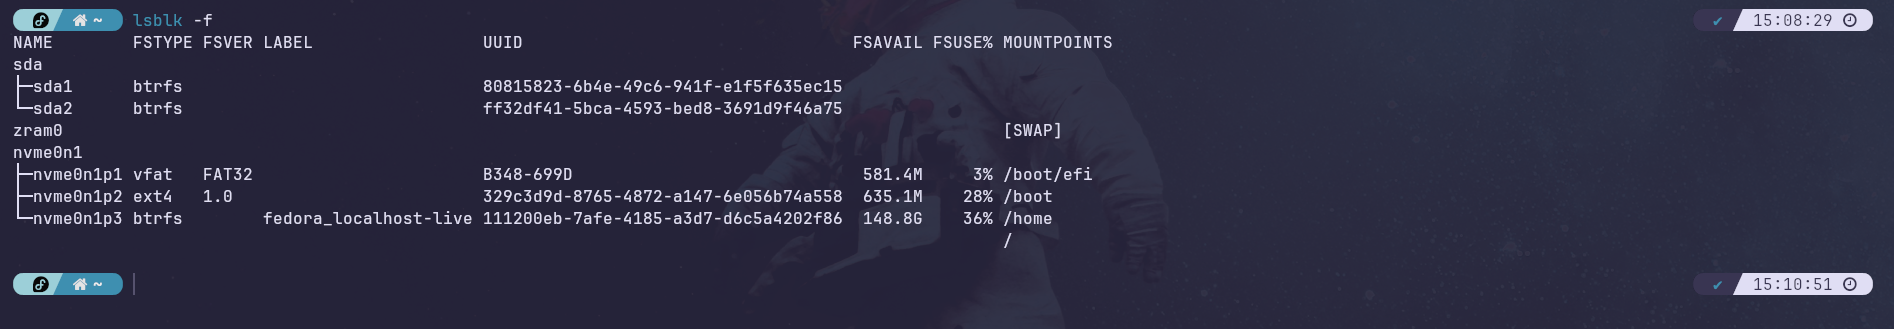 ~ lsblk -f ✔ 15:08:29
NAME FSTYPE FSVER LABEL UUID FSAVAIL FSUSE% MOUNTPOINTS
sda
├─sda1 btrfs 80815823-6b4e-49c6-941f-e1f5f635ec15
└─sda2 btrfs ff32df41-5bca-4593-bed8-3691d9f46a75
zram0 [SWAP]
nvme0n1
├─nvme0n1p1 vfat FAT32 B348-699D 581.4M 3% /boot/efi
├─nvme0n1p2 ext4 1.0 329c3d9d-8765-4872-a147-6e056b74a558 635.1M 28% /boot
└─nvme0n1p3 btrfs fedora_localhost-live 111200eb-7afe-4185-a3d7-d6c5a4202f86 148.8G 36% /home
/
~ ✔ 15:10:51